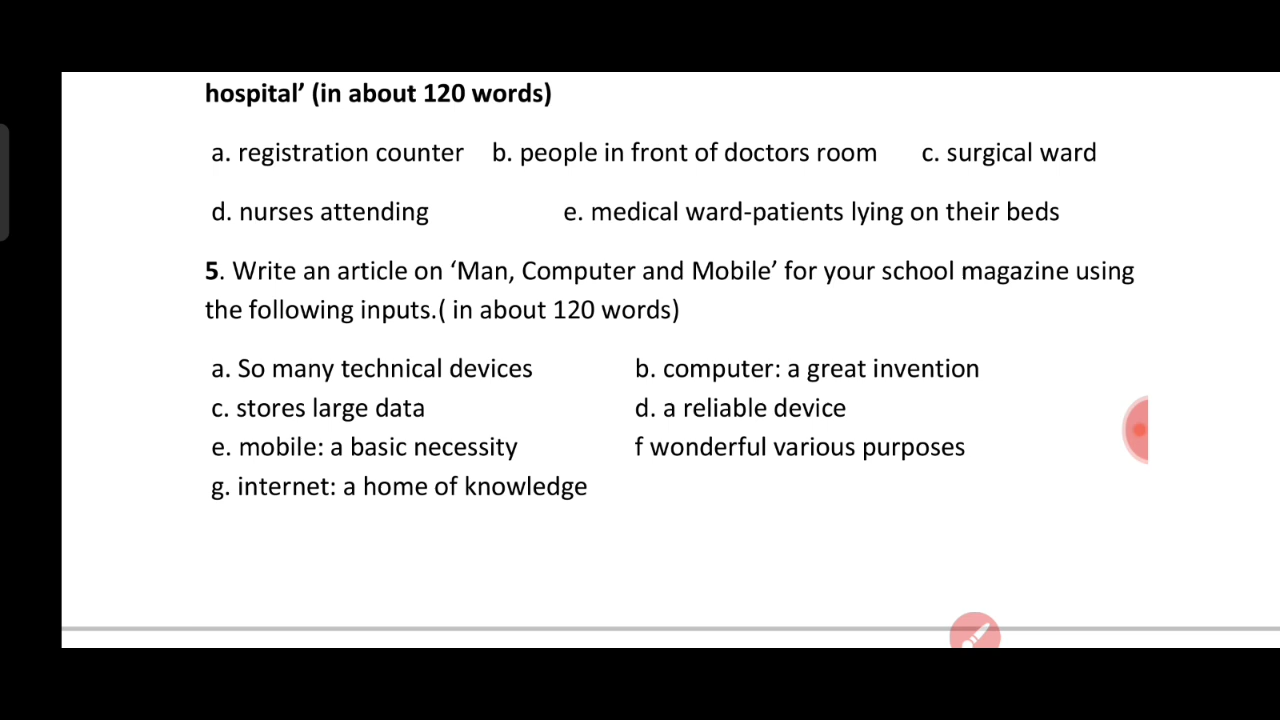 hospital’ (in about 120 words)
a. registration counter b. people in front of doctors room c. surgical ward
d. nurses attending e. medical ward-patients lying on their beds
5. Write an article on ‘Man, Computer and Mobile’ for your school magazine using
the following inputs.( in about 120 words)
a. So many technical devices b. computer: a great invention
c. stores large data d. a reliable device
e. mobile: a basic necessity f wonderful various purposes
g. internet: a home of knowledge